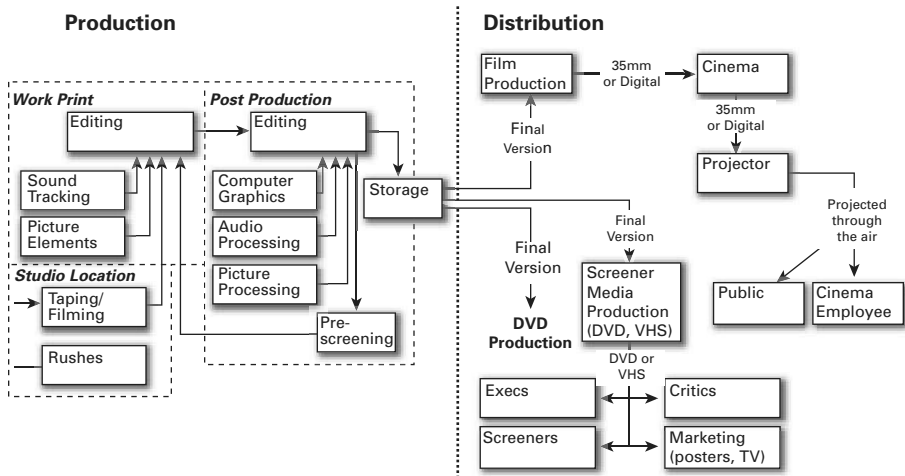 Production
Distribution
Work Print
Editing
Sound
Tracking
Picture
Elements
Studio Location
Taping/
Filming
Rushes
Post Production
Editing
Computer
Graphics
Audio
Processing
Picture
Processing
Pre-
screening
Storage
Film
Production
35mm
or Digital
Cinema
35mm
or Digital
Projector
Projected
through
the air
Public
Cinema
Employee
Final
Version
Final
Version
DVD
Production
Final
Version
Screener
Media
Production
(DVD, VHS)
DVD or
VHS
Execs
Critics
Screeners
Marketing
(posters, TV)